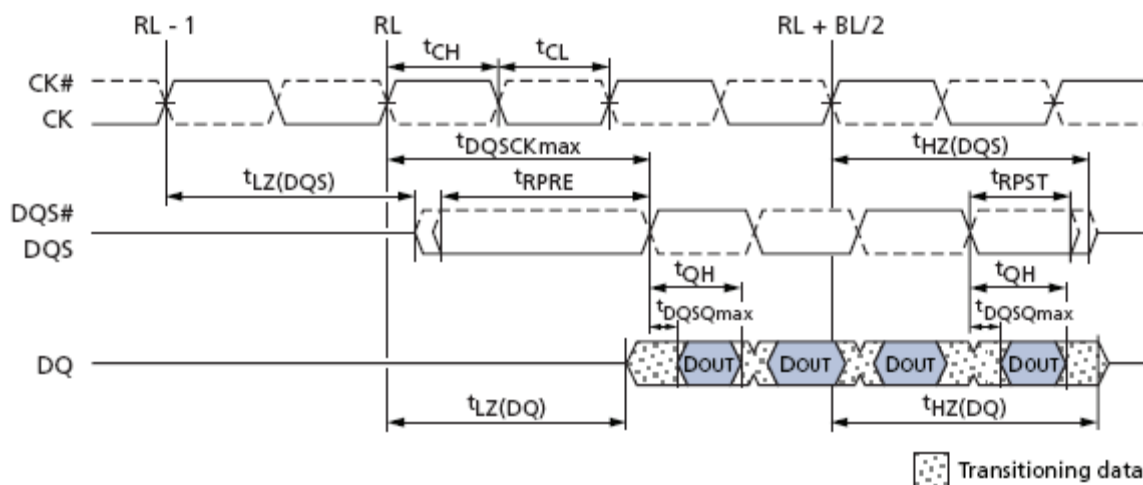 RL - 1 RL RL + BL/2
tCH tCL
CK#
CK
tDQSCKmax tHZ(DQS)
tLZ(DQS) tRPRE tRPST
DQS#
DQS
tQH tQH
tDQSQmax tDQSQmax
DQ DOUT DOUT DOUT DOUT
tLZ(DQ) tHZ(DQ)
Transitioning data